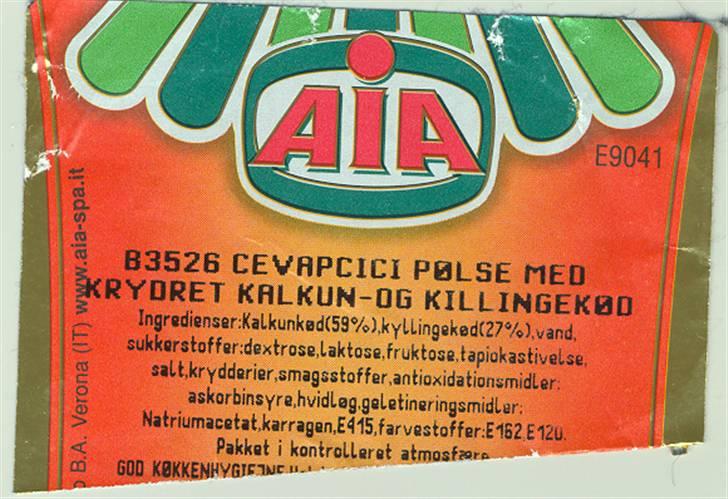 AIA
E9041
B.A. Verona (IT) www.aia-spa.it
B3526 CEVAPCICI PØLSE MED
KRYDRET KALKUN-OG KILLINGEKØD
Ingredienser:Kalkunkød(59%),kyllingekød(27%),vand,
sukkerstoffer:dextrose,laktose,fruktose,tapiokastivelse,
salt,krydderier,smagsstoffer,antioxidationsmidler:
askorbinsyre,hvidløg,geletineringsmidler:
Natriumacetat,karragen,E415,farvestoffer:E162,E120.
Pakket i kontrolleret atmosfære
GOD KØKKENHYGIEJNE